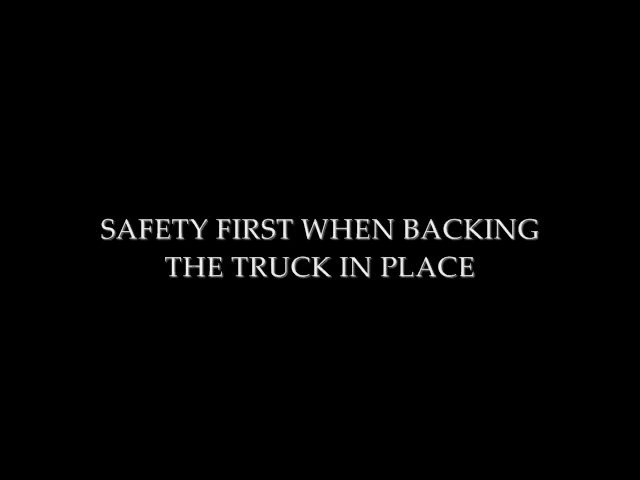 SAFETY FIRST WHEN BACKING
THE TRUCK IN PLACE